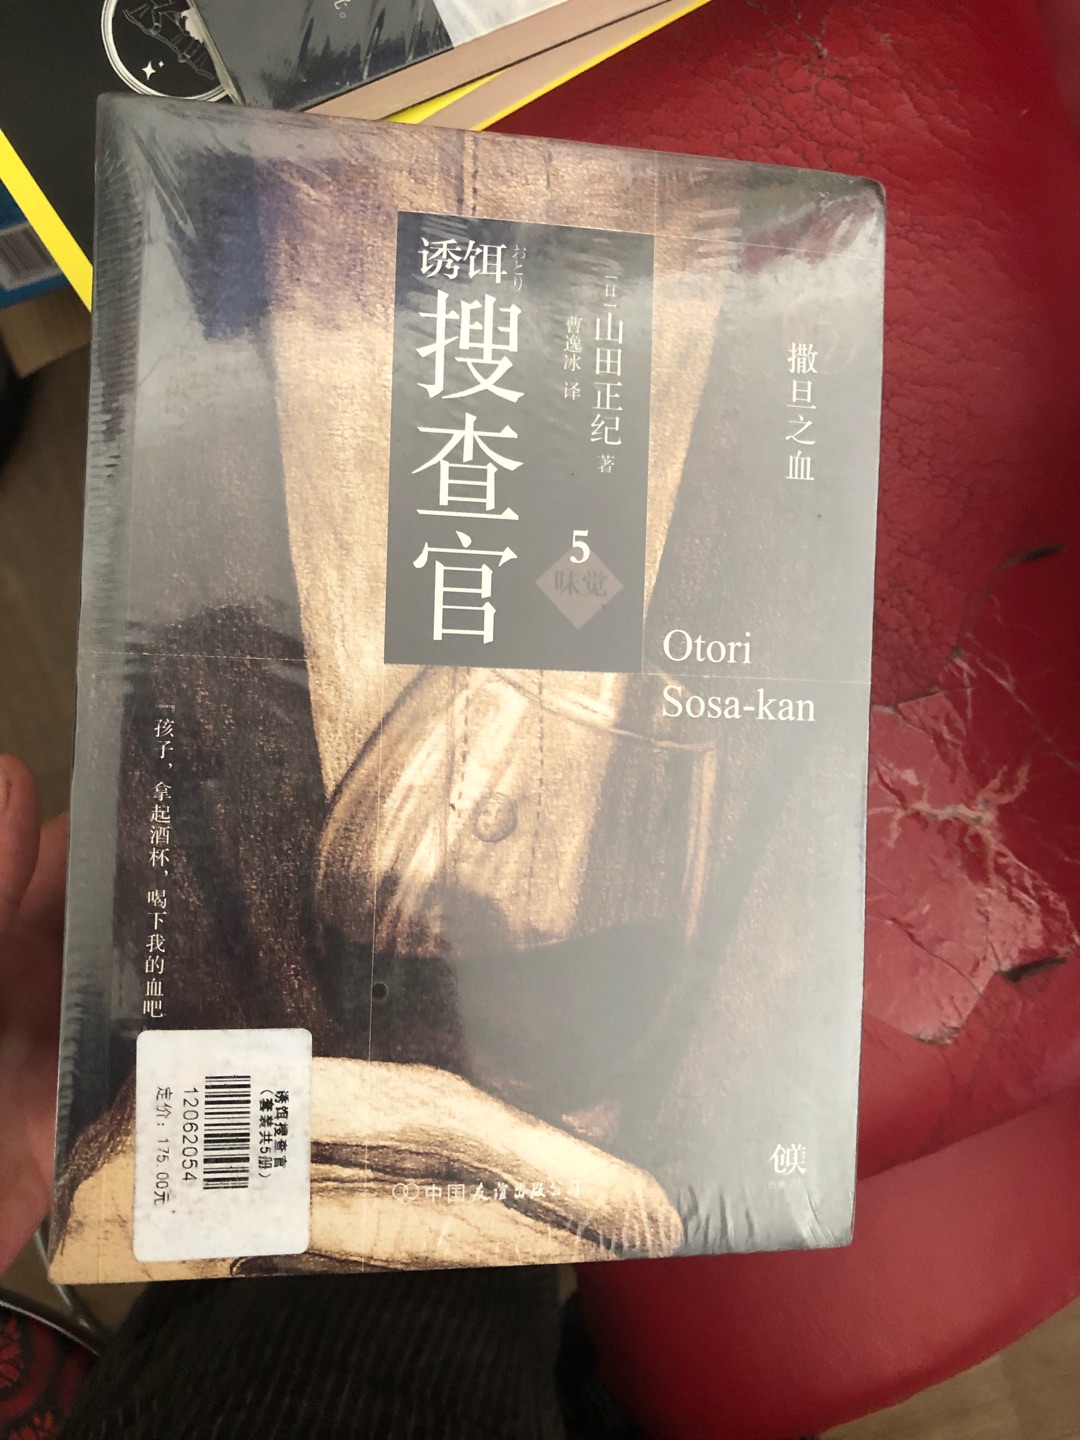 诱饵
おとり
搜查官
［日］山田正纪 著
曹逸冰 译
5
味觉
撒旦之血
Otori
Sosa-kan
「孩子，拿起酒杯，喝下我的血吧
诱饵搜查官
（套装共5册）
12062054
定价：175.00元
中国友谊出版公司
创美